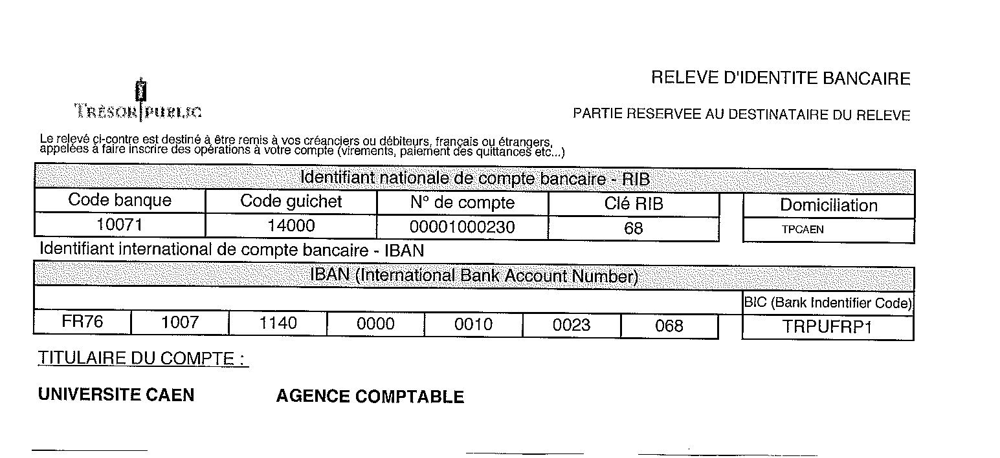 RELEVE D'IDENTITE BANCAIRE
TRÉSOR PUBLIC
PARTIE RESERVEE AU DESTINATAIRE DU RELEVE
Le relevé ci-contre est destiné à être remis à vos créanciers ou débiteurs, français ou étrangers,
appelées à faire inscrire des opérations à votre compte (virements, paiement des quittances etc...)
Identifiant nationale de compte bancaire - RIB
Code banque Code guichet N° de compte Clé RIB Domiciliation
10071 14000 00001000230 68 TPCAEN
Identifiant international de compte bancaire - IBAN
IBAN (International Bank Account Number)
BIC (Bank Indentifier Code)
FR76 1007 1140 0000 0010 0023 068 TRPUFRP1
TITULAIRE DU COMPTE :
UNIVERSITE CAEN AGENCE COMPTABLE